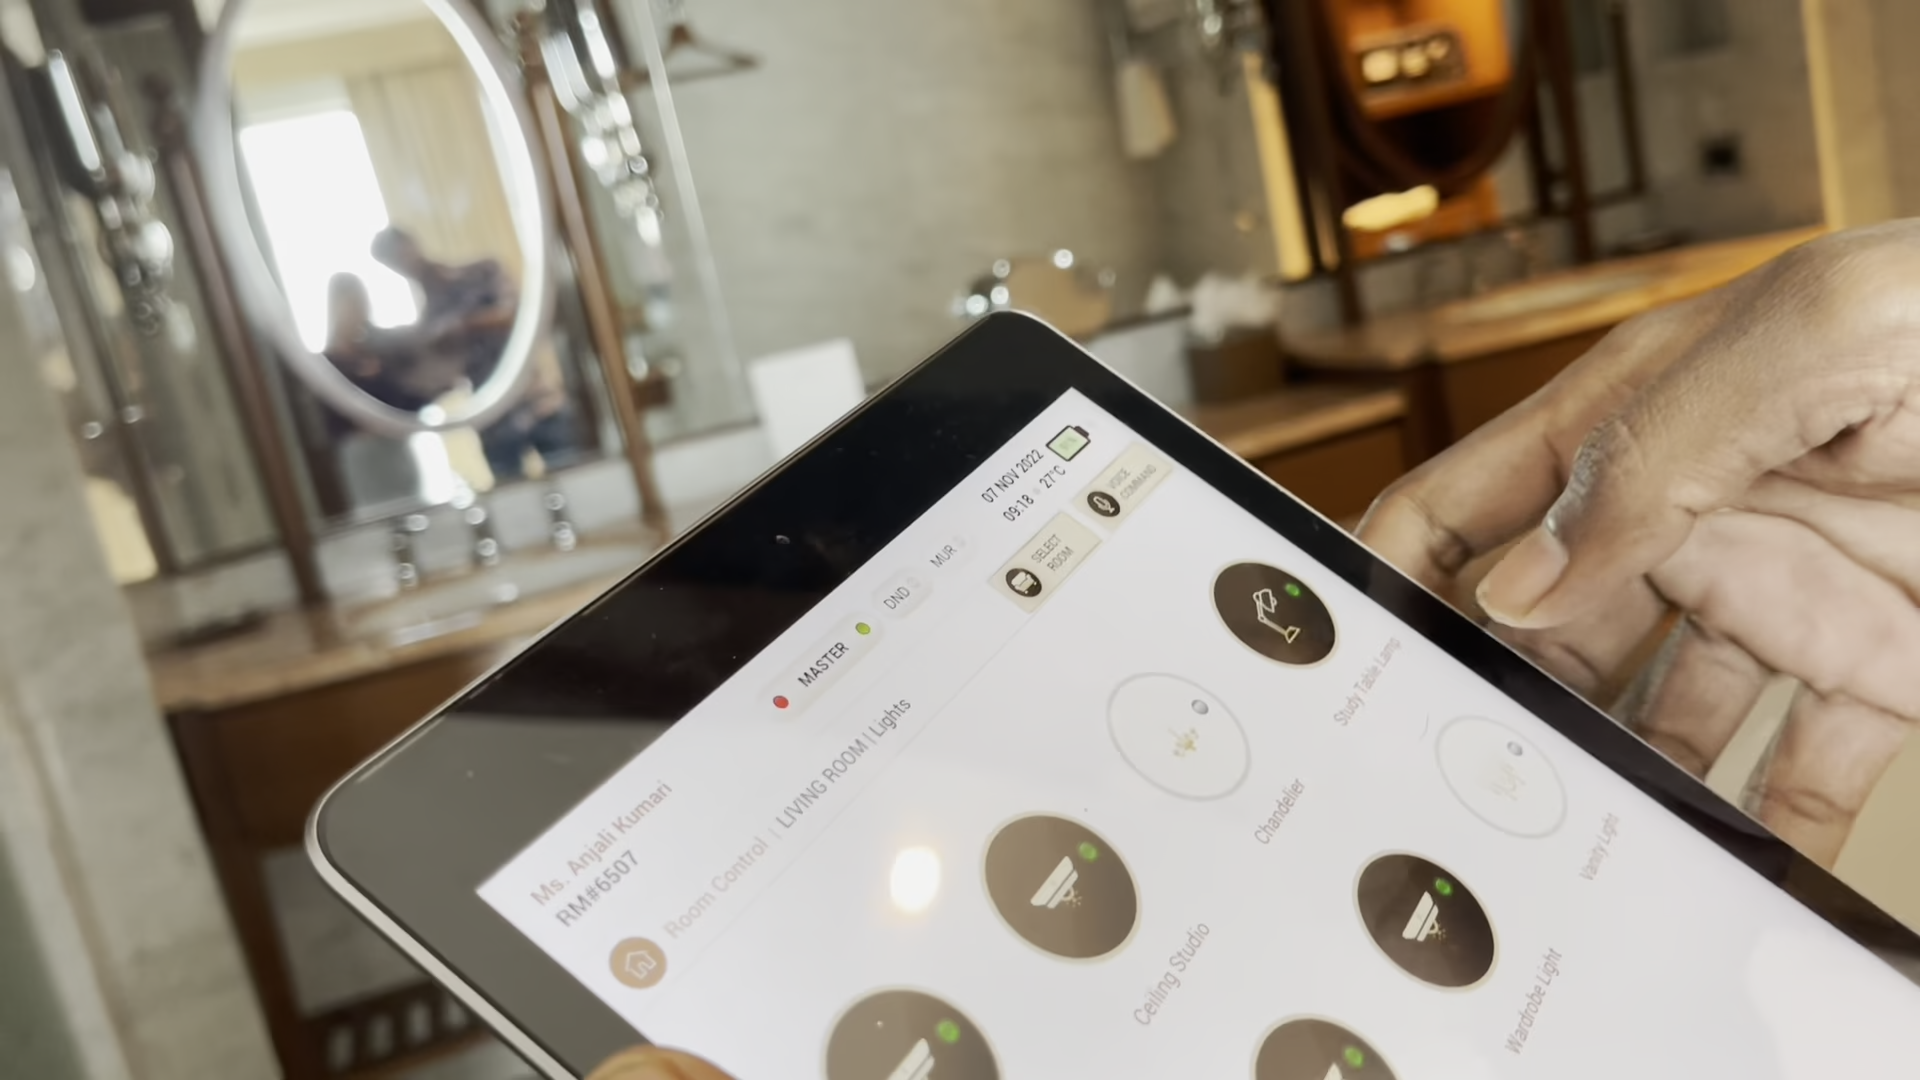 Ms. Anjali Kumari
RM#6507
MASTER
DND
MUR
07 NOV 2022
09:18 27°C
Room Control | LIVING ROOM | Lights
SELECT
ROOM
VOICE
COMMAND
Ceiling Studio
Chandelier
Study Table Lamp
Wardrobe Light
Vanity Light